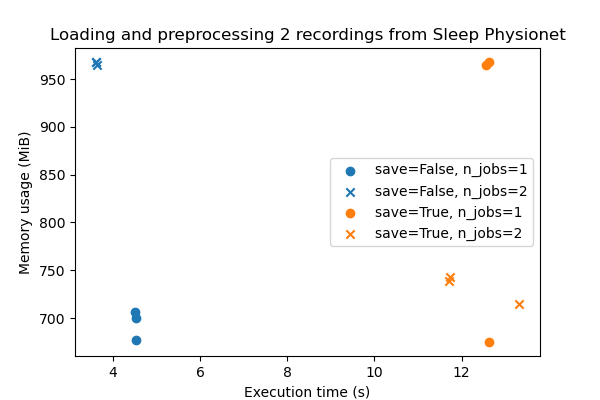 Loading and preprocessing 2 recordings from Sleep Physionet
Memory usage (MiB)
950
900
850
800
750
700
save=False, n_jobs=1
save=False, n_jobs=2
save=True, n_jobs=1
save=True, n_jobs=2
4 6 8 10 12
Execution time (s)